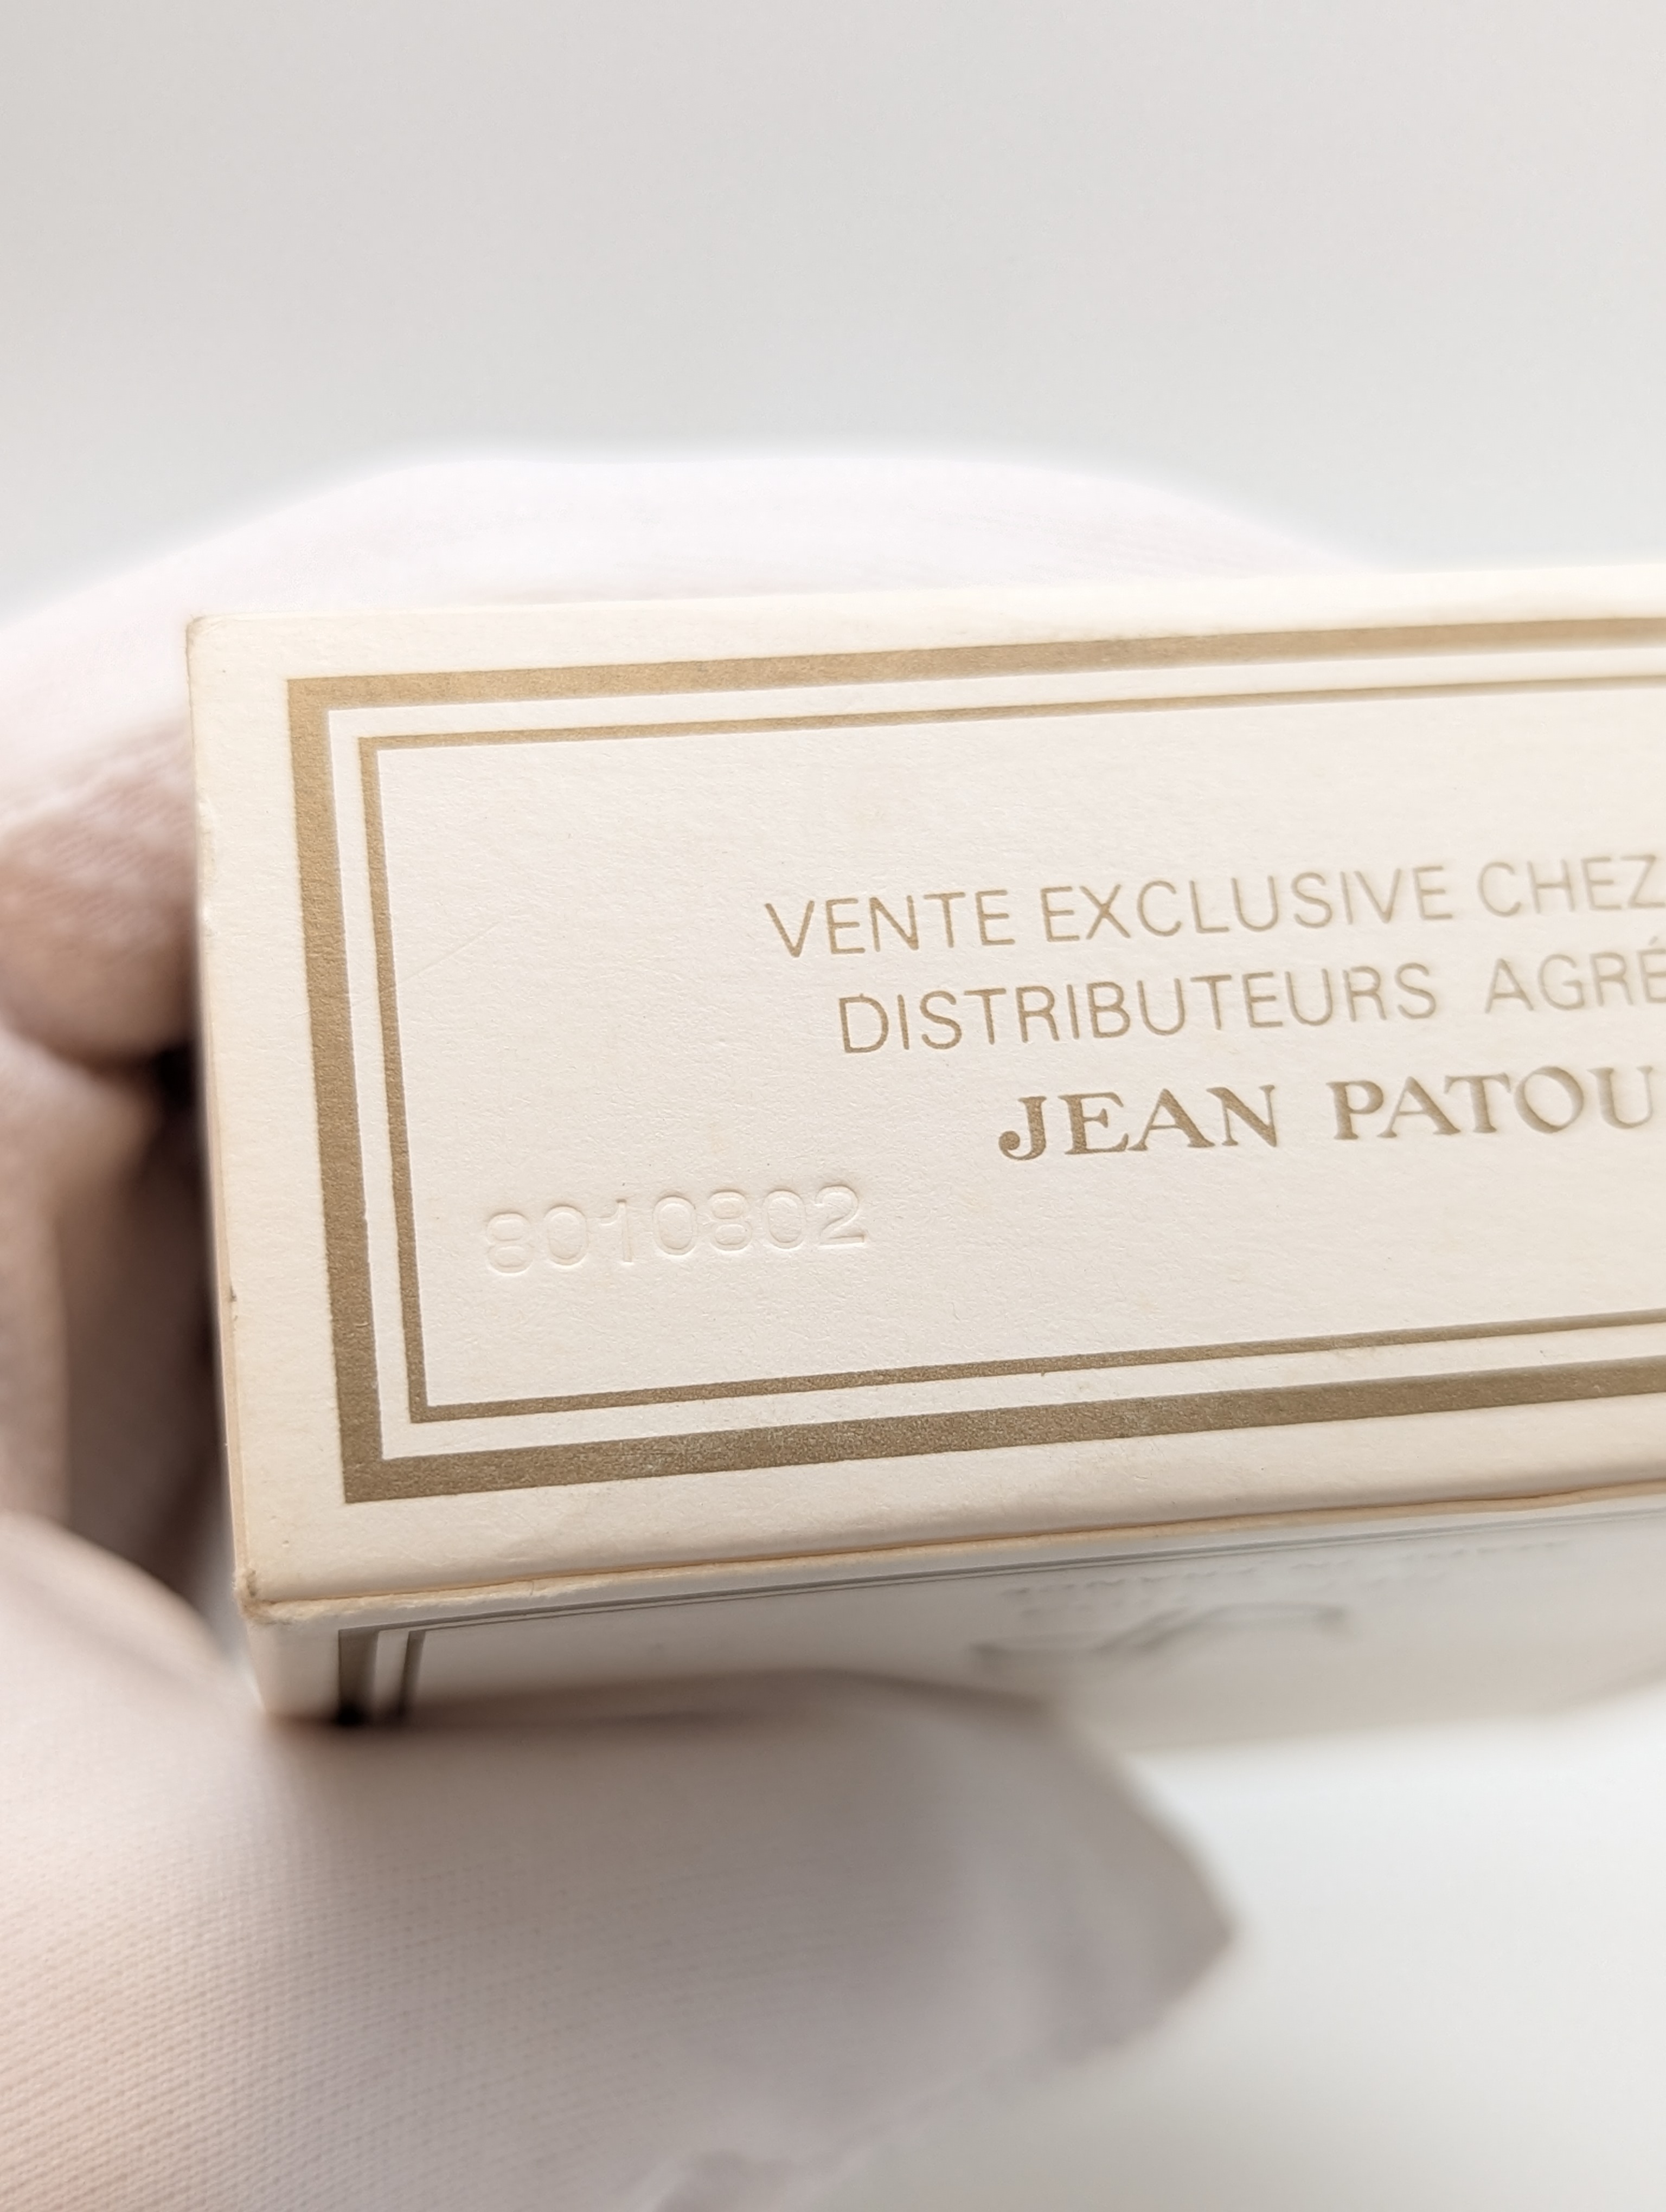 VENTE EXCLUSIVE CHEZ
DISTRIBUTEURS AGRÉ
JEAN PATOU
8010802